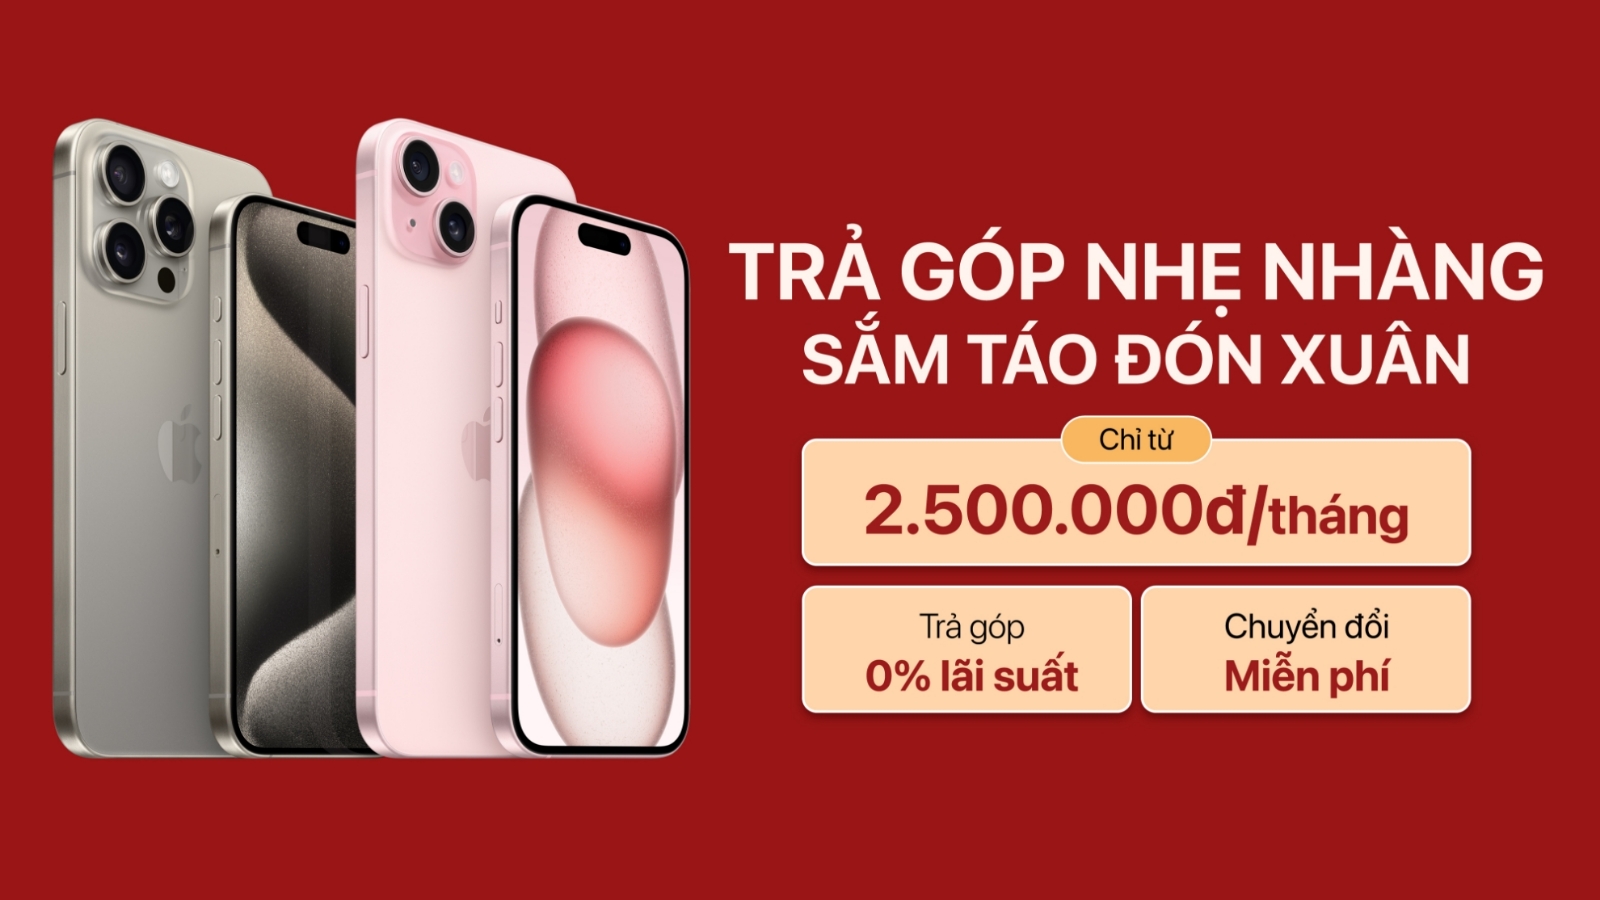 TRẢ GÓP NHẸ NHÀNG
SẮM TÁO ĐÓN XUÂN
Chỉ từ
2.500.000đ/tháng
Trả góp
0% lãi suất
Chuyển đổi
Miễn phí